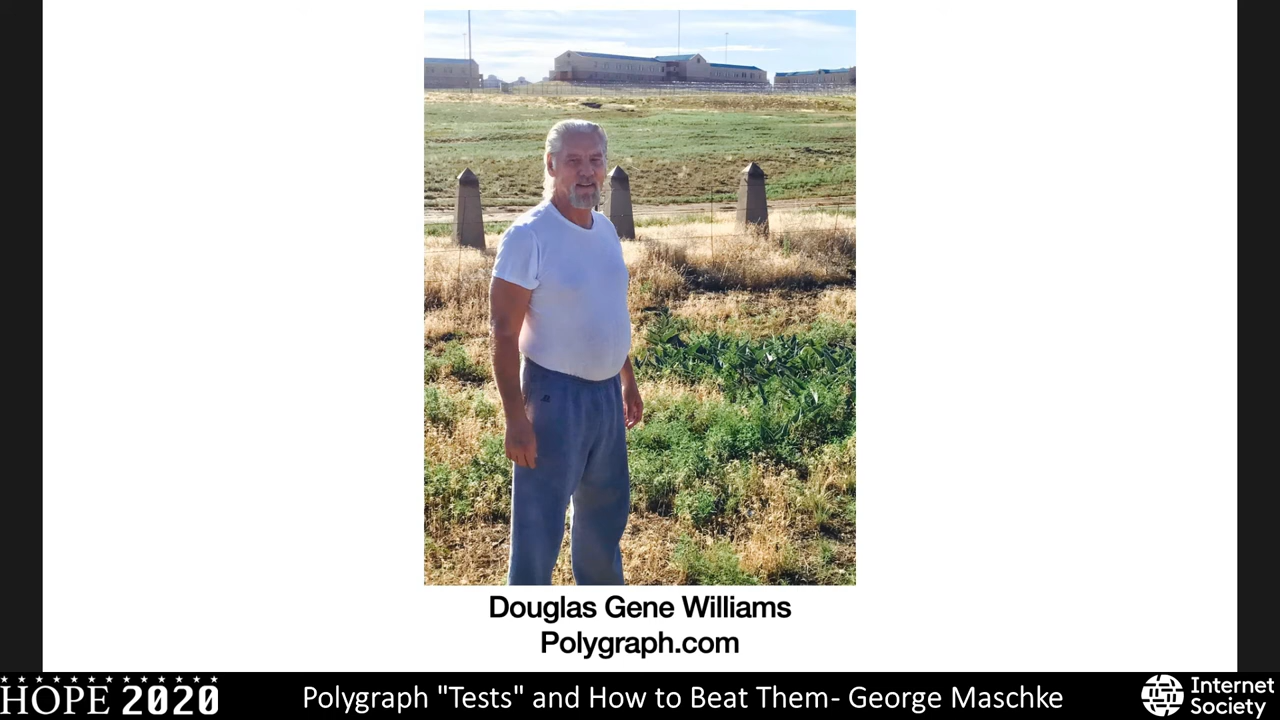 Douglas Gene Williams
Polygraph.com
HOPE 2020
Polygraph "Tests" and How to Beat Them- George Maschke
Internet
Society